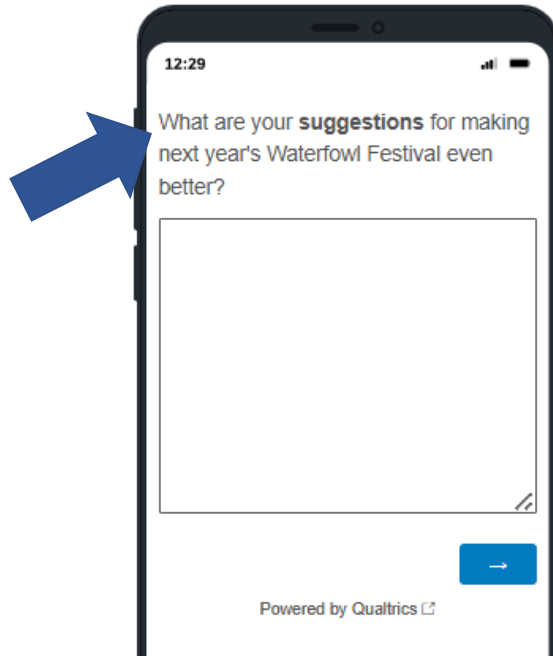 12:29
What are your suggestions for making
next year's Waterfowl Festival even
better?
→
Powered by Qualtrics